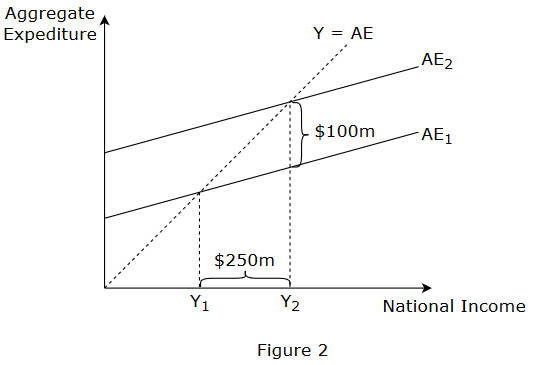 Aggregate
Expediture
Y = AE
AE2
$100m
AE1
$250m
Y1
Y2
National Income
Figure 2